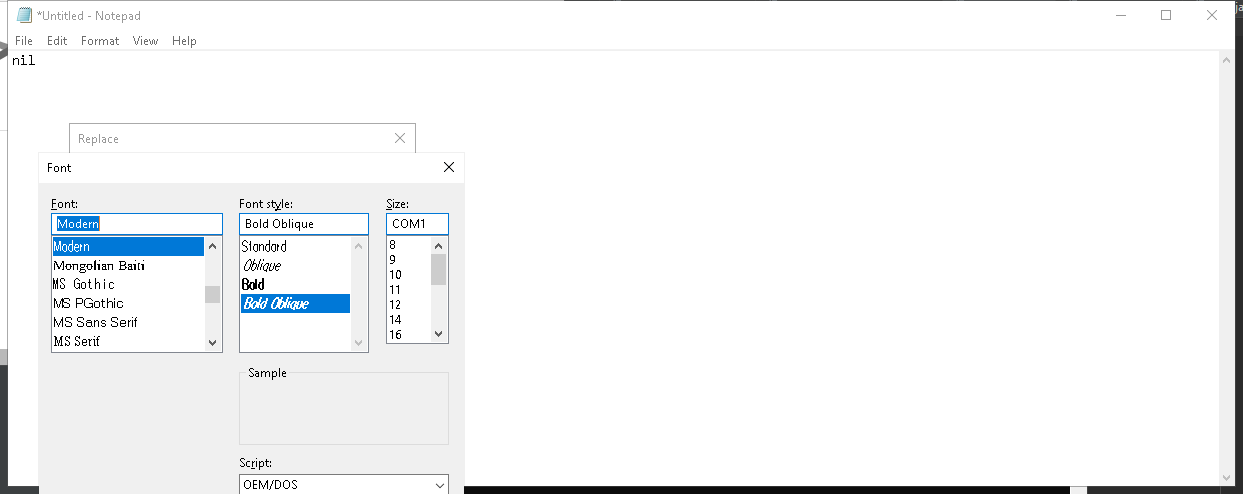 *Untitled - Notepad
File Edit Format View Help
nil
Replace
Font
Font: Font style: Size:
Modern Bold Oblique COM1
Modern Standard 8
Mongolian Baiti Oblique 9
MS Gothic Bold 10
MS PGothic Bold Oblique 11
MS Sans Serif 12
MS Serif 14
16
Sample
Script:
OEM/DOS